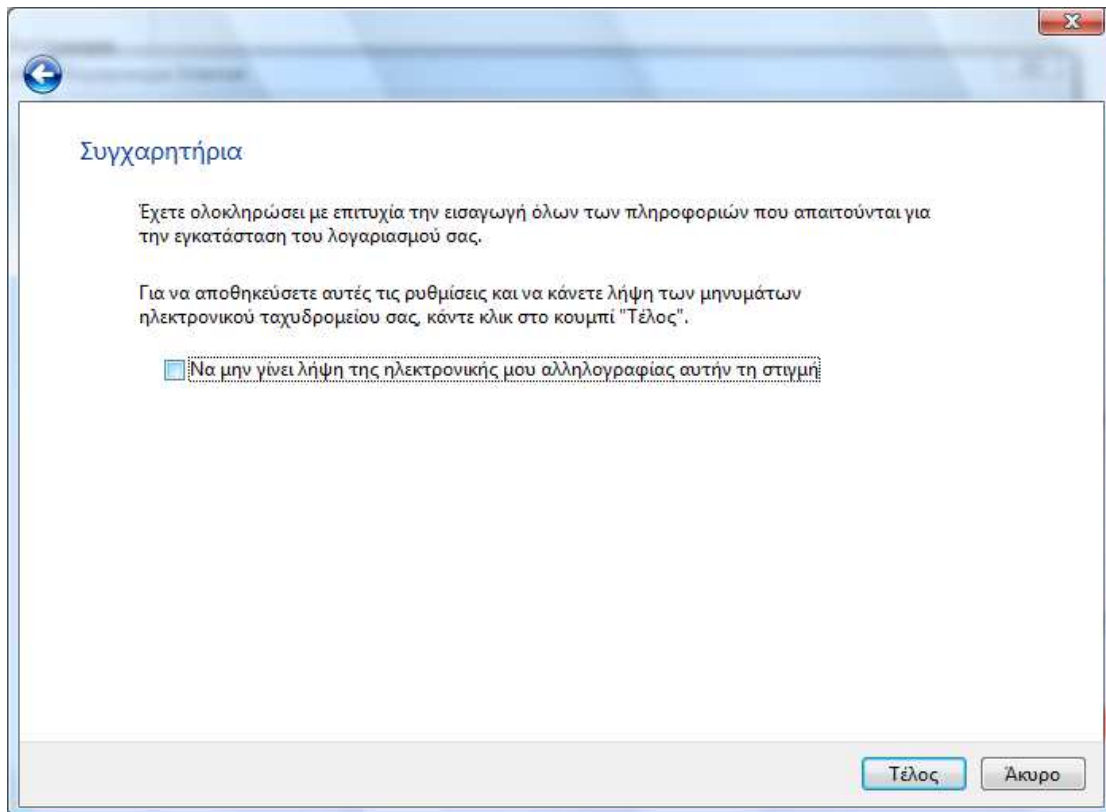 Συγχαρητήρια
Έχετε ολοκληρώσει με επιτυχία την εισαγωγή όλων των πληροφοριών που απαιτούνται για
την εγκατάσταση του λογαριασμού σας.
Για να αποθηκεύσετε αυτές τις ρυθμίσεις και να κάνετε λήψη των μηνυμάτων
ηλεκτρονικού ταχυδρομείου σας, κάντε κλικ στο κουμπί "Τέλος".
Να μην γίνει λήψη της ηλεκτρονικής μου αλληλογραφίας αυτήν τη στιγμή
Τέλος Άκυρο